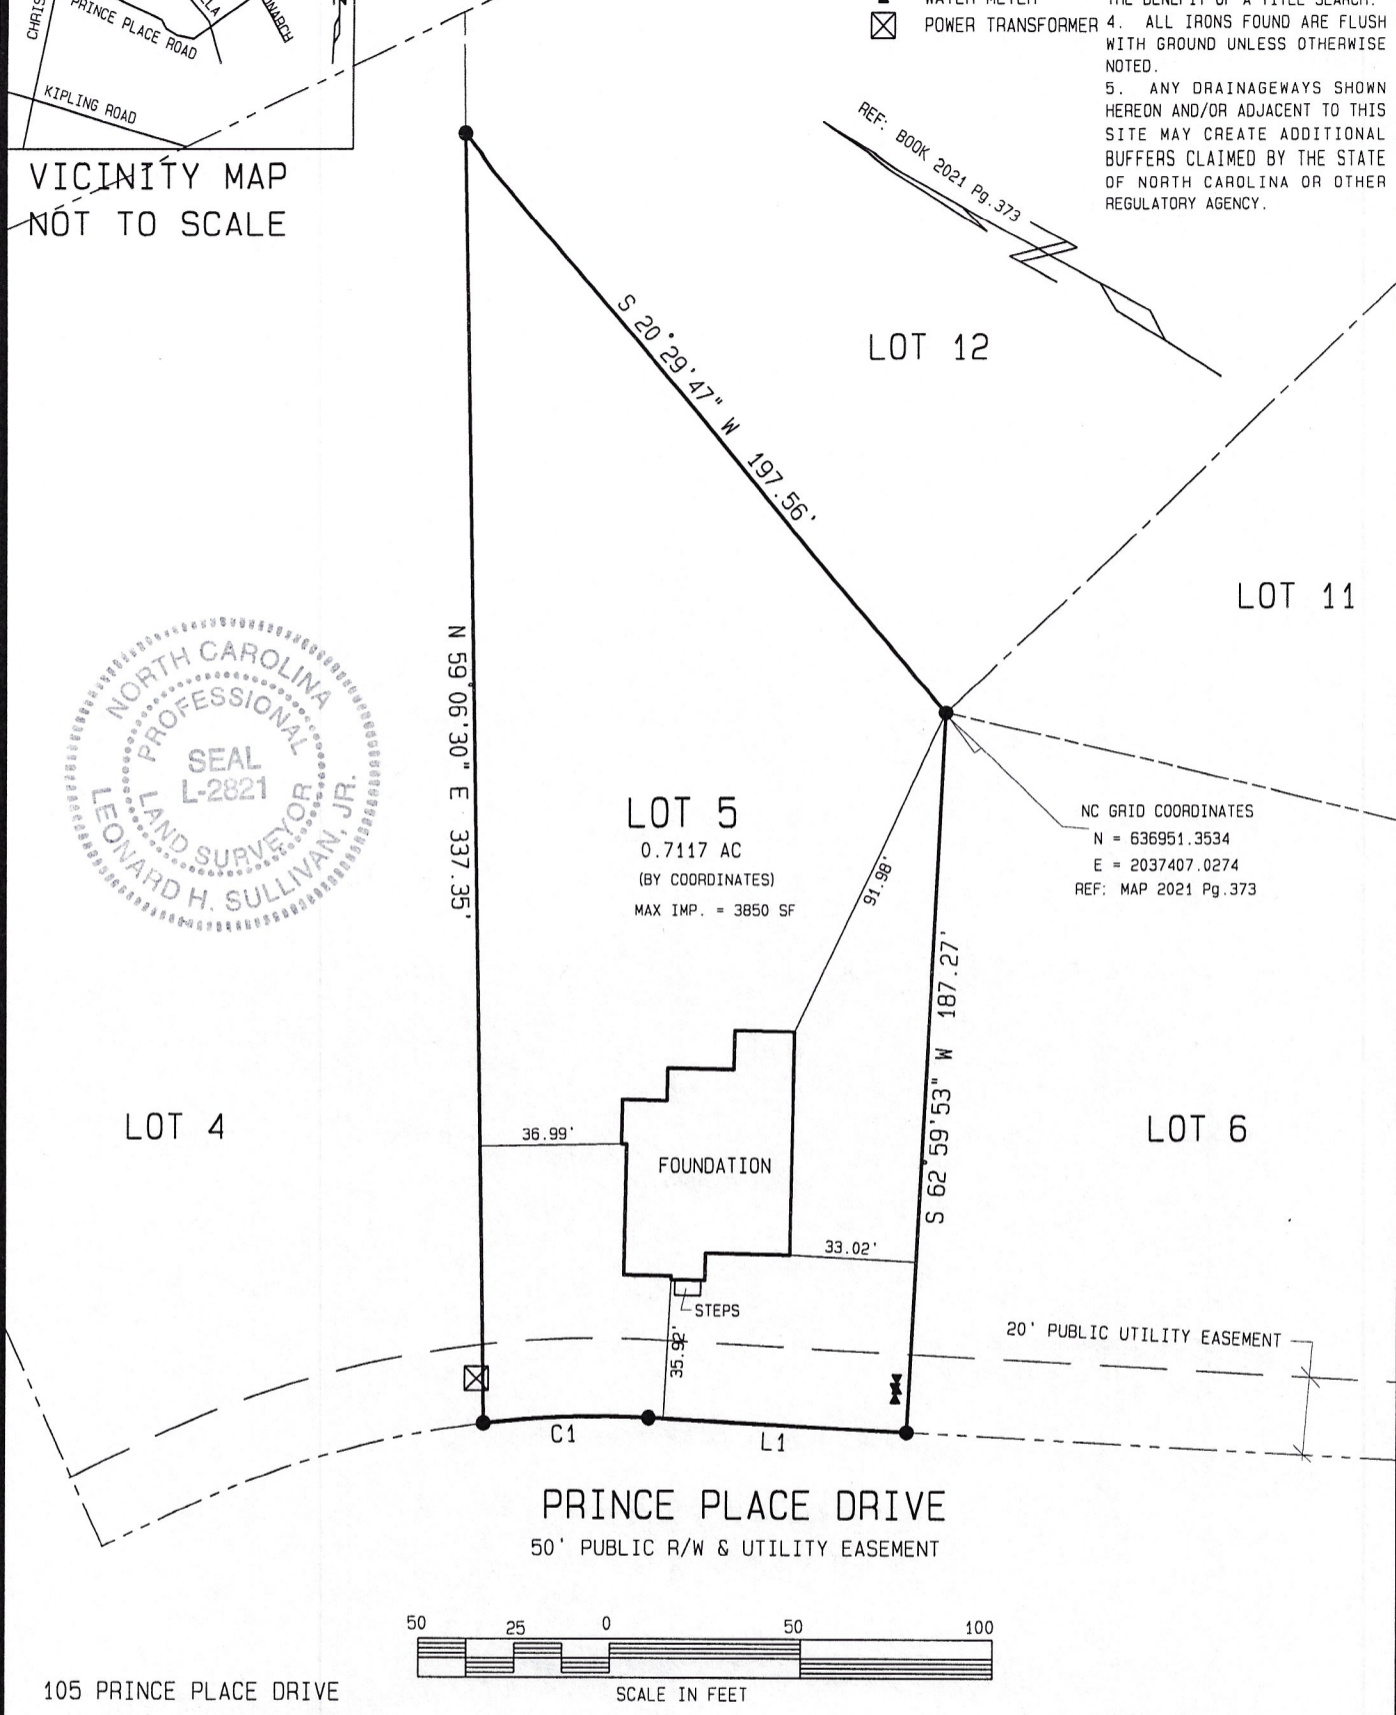 PRINCE PLACE ROAD
KIPLING ROAD
VICINITY MAP
NOT TO SCALE
POWER TRANSFORMER
4. ALL IRONS FOUND ARE FLUSH
WITH GROUND UNLESS OTHERWISE
NOTED.
5. ANY DRAINAGEWAYS SHOWN
HEREON AND/OR ADJACENT TO THIS
SITE MAY CREATE ADDITIONAL
BUFFERS CLAIMED BY THE STATE
OF NORTH CAROLINA OR OTHER
REGULATORY AGENCY.
REF: BOOK 2021 Pg.373
LOT 12
S 20°29'47" W 197.56'
LOT 11
N 59°06'30" E 337.35'
NORTH CAROLINA
PROFESSIONAL
SEAL
L-2821
LAND SURVEYOR
LEONARD H. SULLIVAN, JR.
LOT 5
0.7117 AC
(BY COORDINATES)
MAX IMP. = 3850 SF
91.98'
NC GRID COORDINATES
N = 636951.3534
E = 2037407.0274
REF: MAP 2021 Pg.373
S 62°59'53" W 187.27'
LOT 4
36.99'
FOUNDATION
LOT 6
33.02'
STEPS
35.92'
20' PUBLIC UTILITY EASEMENT
C1
L1
PRINCE PLACE DRIVE
50' PUBLIC R/W & UTILITY EASEMENT
50 25 0 50 100
SCALE IN FEET
105 PRINCE PLACE DRIVE